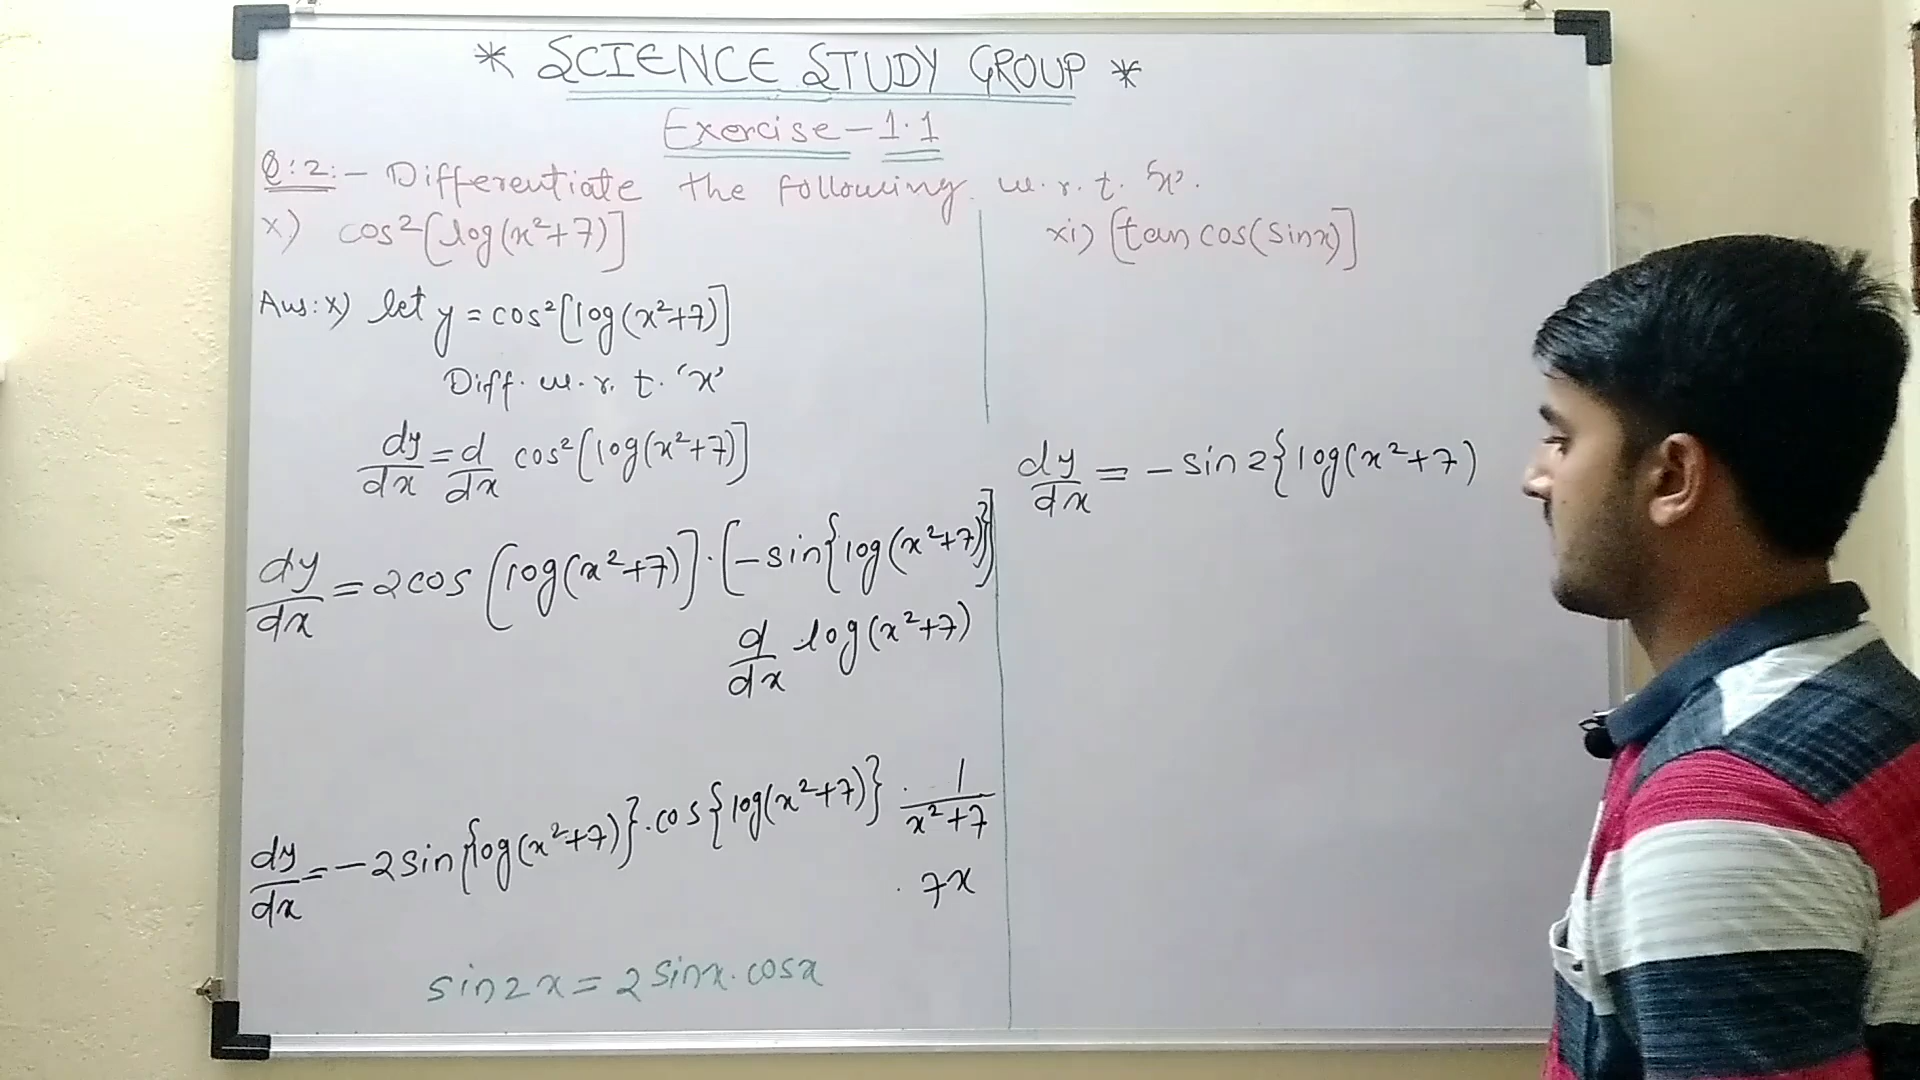 * SCIENCE STUDY GROUP *
Exercise - 1.1
Q:2:- Differentiate the following w.r.t. 'x'.
x) cos²[log(x²+7)]
Ans: x) let y = cos²[log(x²+7)]
Diff. w.r.t. 'x'
dy/dx = d/dx cos²[log(x²+7)]
dy/dx = 2cos [log(x²+7)] . [-sin{log(x²+7)}]
d/dx log(x²+7)
dy/dx = -2sin{log(x²+7)}.cos{log(x²+7)} . 1/x²+7
. 7x
sin2x = 2sinx.cosx
xi) [tan cos(sinx)]
dy/dx = -sin2{log(x²+7)